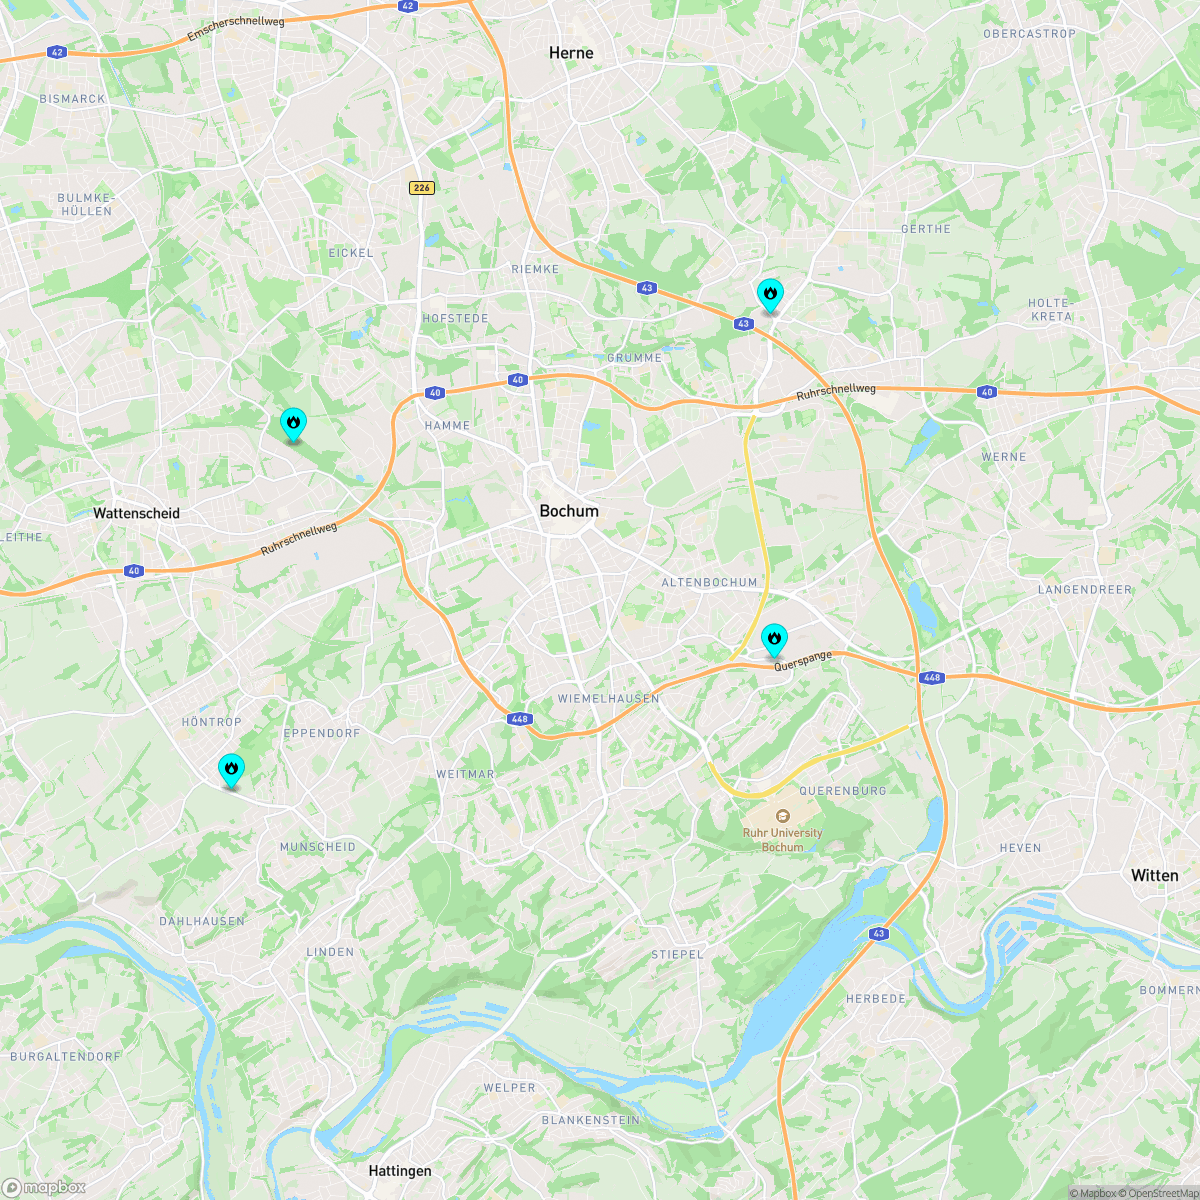 42
Emscherschnellweg
Herne
OBERCASTROP
42
BISMARCK
226
BULMKE-
HÜLLEN
GERTHE
EICKEL
RIEMKE
43
HOLTE-
KRETA
HOFSTEDE
43
GRUMME
40
40
Ruhrschnellweg
40
HAMME
WERNE
Wattenscheid
Bochum
LEITHE
Ruhrschnellweg
40
ALTENBOCHUM
LANGENDREER
Querspange
448
WIEMELHAUSEN
HÖNTROP
448
EPPENDORF
WEITMAR
QUERENBURG
Ruhr University
Bochum
MUNSCHEID
HEVEN
Witten
DAHLHAUSEN
43
LINDEN
STIEPEL
BOMMERN
HERBEDE
BURGALTENDORF
WELPER
BLANKENSTEIN
Hattingen
mapbox
© Mapbox © OpenStreetMap